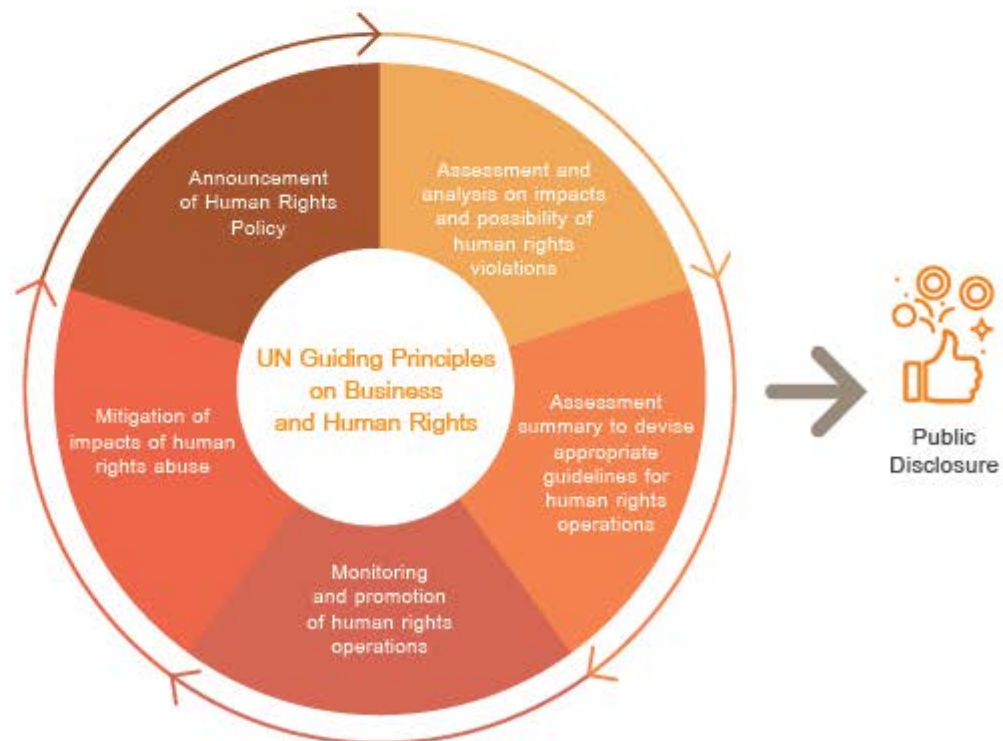 Announcement
of Human Rights
Policy
Assessment and
analysis on impacts
and possibility of
human rights
violations
UN Guiding Principles
on Business
and Human Rights
Mitigation of
impacts of human
rights abuse
Assessment
summary to devise
appropriate
guidelines for
human rights
operations
Monitoring
and promotion
of human rights
operations
Public
Disclosure